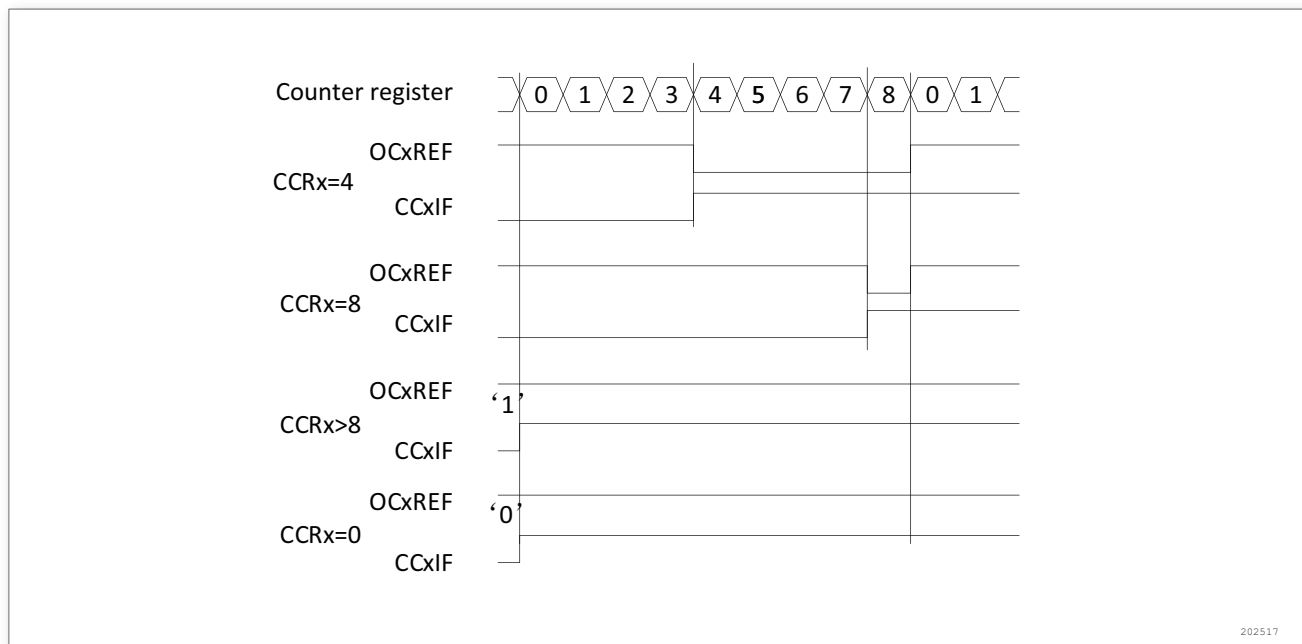 Counter register 0 1 2 3 4 5 6 7 8 0 1
OCxREF
CCRx=4
CCxIF
OCxREF
CCRx=8
CCxIF
OCxREF
‘1’
CCRx>8
CCxIF
OCxREF
‘0’
CCRx=0
CCxIF
202517